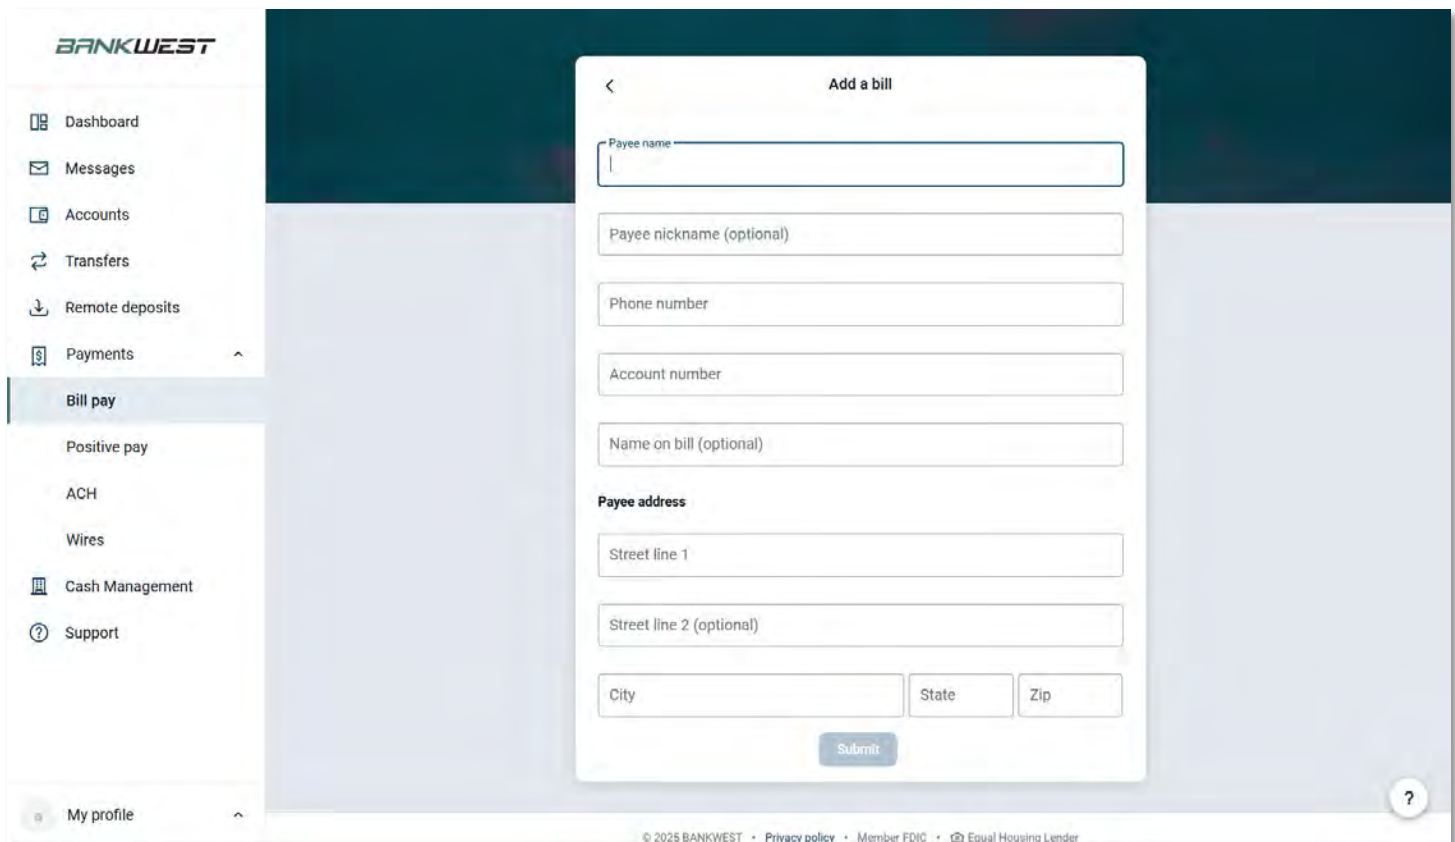 BANKWEST
Dashboard
Messages
Accounts
Transfers
Remote deposits
Payments
Bill pay
Positive pay
ACH
Wires
Cash Management
Support
My profile
Add a bill
Payee name
Payee nickname (optional)
Phone number
Account number
Name on bill (optional)
Payee address
Street line 1
Street line 2 (optional)
City State Zip
Submit
?
© 2025 BANKWEST • Privacy policy • Member FDIC • Equal Housing Lender